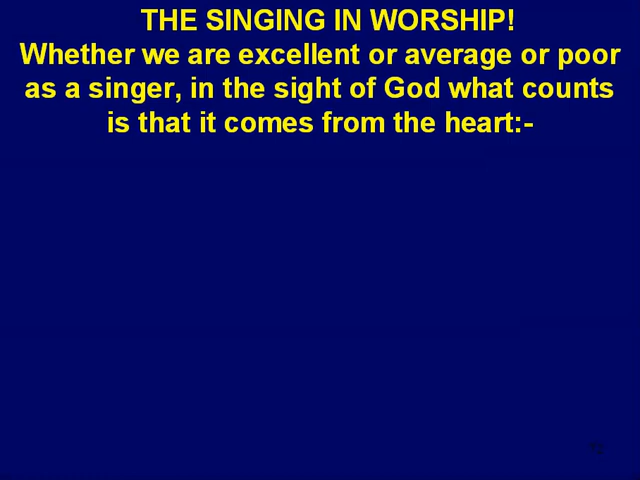 THE SINGING IN WORSHIP!
Whether we are excellent or average or poor
as a singer, in the sight of God what counts
is that it comes from the heart:-